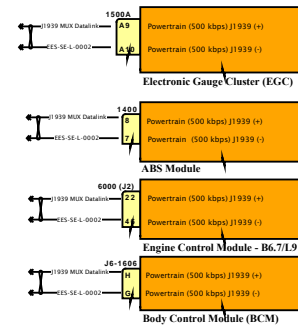 1500A
J1939 MUX Datalink
A9
Powertrain (500 kbps) J1939 (+)
EES-SE-L-0002
A10
Powertrain (500 kbps) J1939 (-)
Electronic Gauge Cluster (EGC)
1400
J1939 MUX Datalink
8
Powertrain (500 kbps) J1939 (+)
EES-SE-L-0002
7
Powertrain (500 kbps) J1939 (-)
ABS Module
6000 (J2)
J1939 MUX Datalink
22
Powertrain (500 kbps) J1939 (+)
EES-SE-L-0002
46
Powertrain (500 kbps) J1939 (-)
Engine Control Module - B6.7/L9
J6-1606
J1939 MUX Datalink
H
Powertrain (500 kbps) J1939 (+)
EES-SE-L-0002
G
Powertrain (500 kbps) J1939 (-)
Body Control Module (BCM)